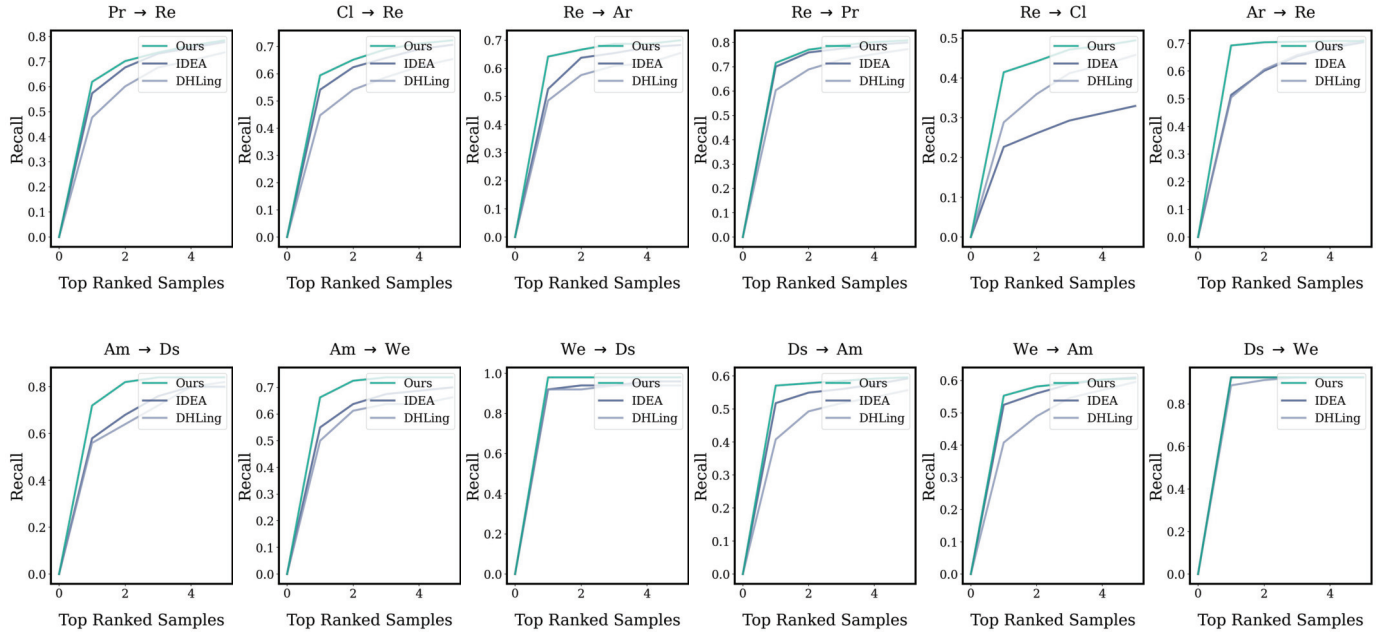 Pr → Re
Cl → Re
Re → Ar
Re → Pr
Re → Cl
Ar → Re
0.8
0.7
0.6
0.5
0.4
0.3
0.2
0.1
0.0
Recall
Ours
IDEA
DHLing
0 2 4
Top Ranked Samples
0.7
0.6
0.5
0.4
0.3
0.2
0.1
0.0
Recall
Ours
IDEA
DHLing
0 2 4
Top Ranked Samples
0.7
0.6
0.5
0.4
0.3
0.2
0.1
0.0
Recall
Ours
IDEA
DHLing
0 2 4
Top Ranked Samples
0.8
0.7
0.6
0.5
0.4
0.3
0.2
0.1
0.0
Recall
Ours
IDEA
DHLing
0 2 4
Top Ranked Samples
0.5
0.4
0.3
0.2
0.1
0.0
Recall
Ours
IDEA
DHLing
0 2 4
Top Ranked Samples
0.7
0.6
0.5
0.4
0.3
0.2
0.1
0.0
Recall
Ours
IDEA
DHLing
0 2 4
Top Ranked Samples
Am → Ds
Am → We
We → Ds
Ds → Am
We → Am
Ds → We
0.8
0.6
0.4
0.2
0.0
Recall
Ours
IDEA
DHLing
0 2 4
Top Ranked Samples
0.7
0.6
0.5
0.4
0.3
0.2
0.1
0.0
Recall
Ours
IDEA
DHLing
0 2 4
Top Ranked Samples
1.0
0.8
0.6
0.4
0.2
0.0
Recall
Ours
IDEA
DHLing
0 2 4
Top Ranked Samples
0.6
0.5
0.4
0.3
0.2
0.1
0.0
Recall
Ours
IDEA
DHLing
0 2 4
Top Ranked Samples
0.6
0.5
0.4
0.3
0.2
0.1
0.0
Recall
Ours
IDEA
DHLing
0 2 4
Top Ranked Samples
0.8
0.6
0.4
0.2
0.0
Recall
Ours
IDEA
DHLing
0 2 4
Top Ranked Samples